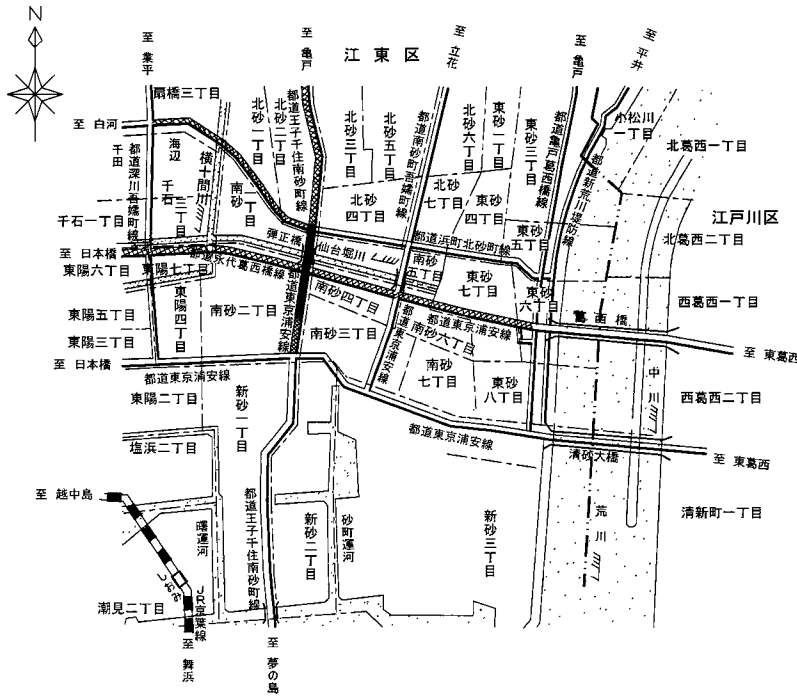 N
至 業平
至 亀戸
江東区
至 立花
至 亀戸
至 平井
扇橋三丁目
北砂一丁目
北砂二丁目
都道王子千住南砂町線
北砂三丁目
北砂五丁目
都道南砂町吾嬬町線
北砂六丁目
東砂一丁目
東砂三丁目
都道亀戸葛西橋線
小松川一丁目
都道新荒川堤防線
北葛西一丁目
至 白河
千田
都道深川吾嬬町線
海辺
横十間川
千石一丁目
千石二丁目
南砂一丁目
北砂四丁目
北砂七丁目
東砂四丁目
東砂五丁目
江戸川区
北葛西二丁目
弾正橋
仙台堀川
都道浜町北砂町線
至 日本橋
東陽六丁目
東陽七丁目
都道永代葛西橋線
都道東京浦安線
南砂五丁目
東砂七丁目
東砂六丁目
西葛西一丁目
東陽五丁目
東陽四丁目
南砂二丁目
南砂四丁目
都道東京浦安線
葛西橋
東陽三丁目
南砂三丁目
都道東京浦安線
南砂六丁目
至 東葛西
至 日本橋
都道東京浦安線
東陽二丁目
新砂一丁目
南砂七丁目
東砂八丁目
中川
西葛西二丁目
塩浜二丁目
都道東京浦安線
清砂大橋
至 東葛西
至 越中島
曙運河
都道王子千住南砂町線
新砂二丁目
砂町運河
新砂三丁目
荒川
清新町一丁目
しおみ
JR京葉線
潮見二丁目
至 舞浜
至 夢の島